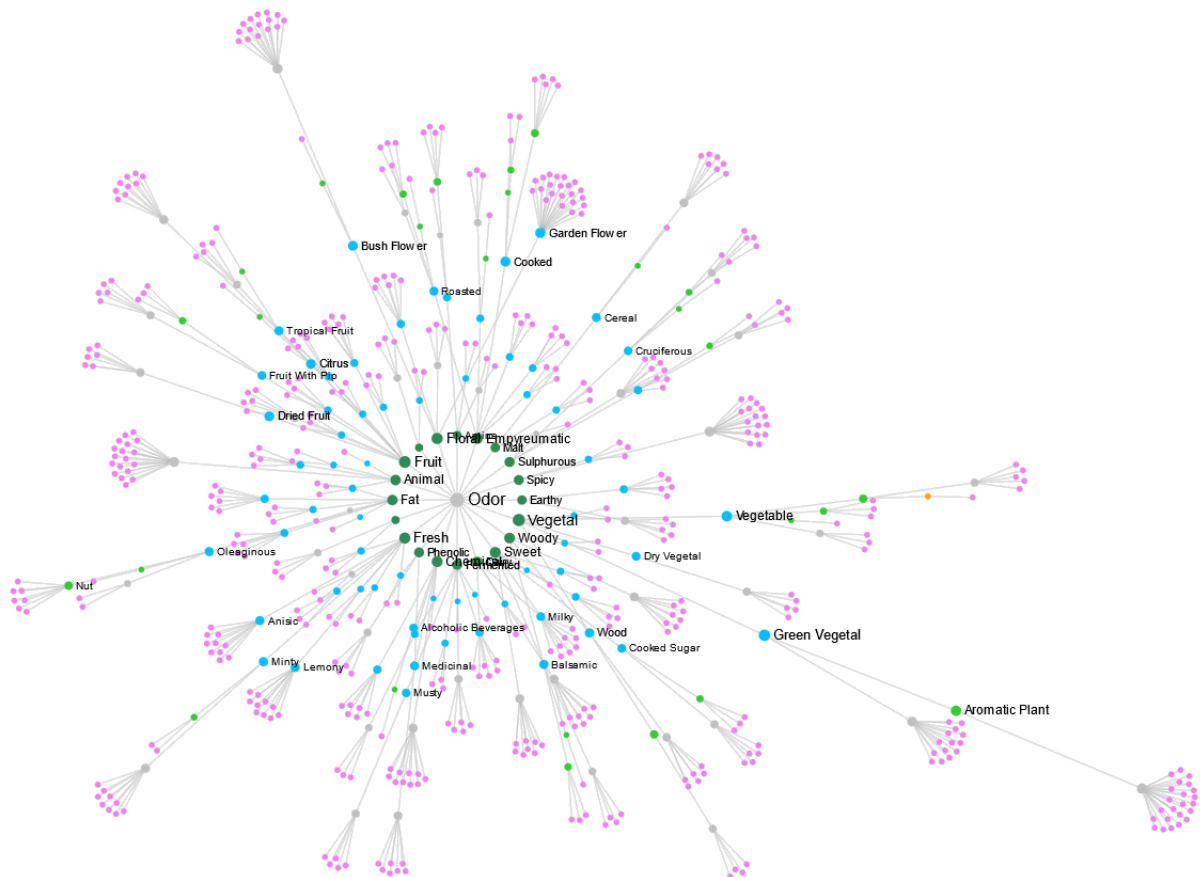 Garden Flower
Bush Flower
Cooked
Roasted
Cereal
Tropical Fruit
Cruciferous
Citrus
Fruit With Pip
Dried Fruit
Floral
Empyreumatic
Malt
Fruit
Sulphurous
Animal
Spicy
Fat
Odor
Earthy
Vegetable
Vegetal
Fresh
Woody
Oleaginous
Phenolic
Sweet
Dry Vegetal
Chemical
Fermented
Nut
Anisic
Milky
Alcoholic Beverages
Wood
Green Vegetal
Cooked Sugar
Minty
Lemony
Medicinal
Balsamic
Musty
Aromatic Plant